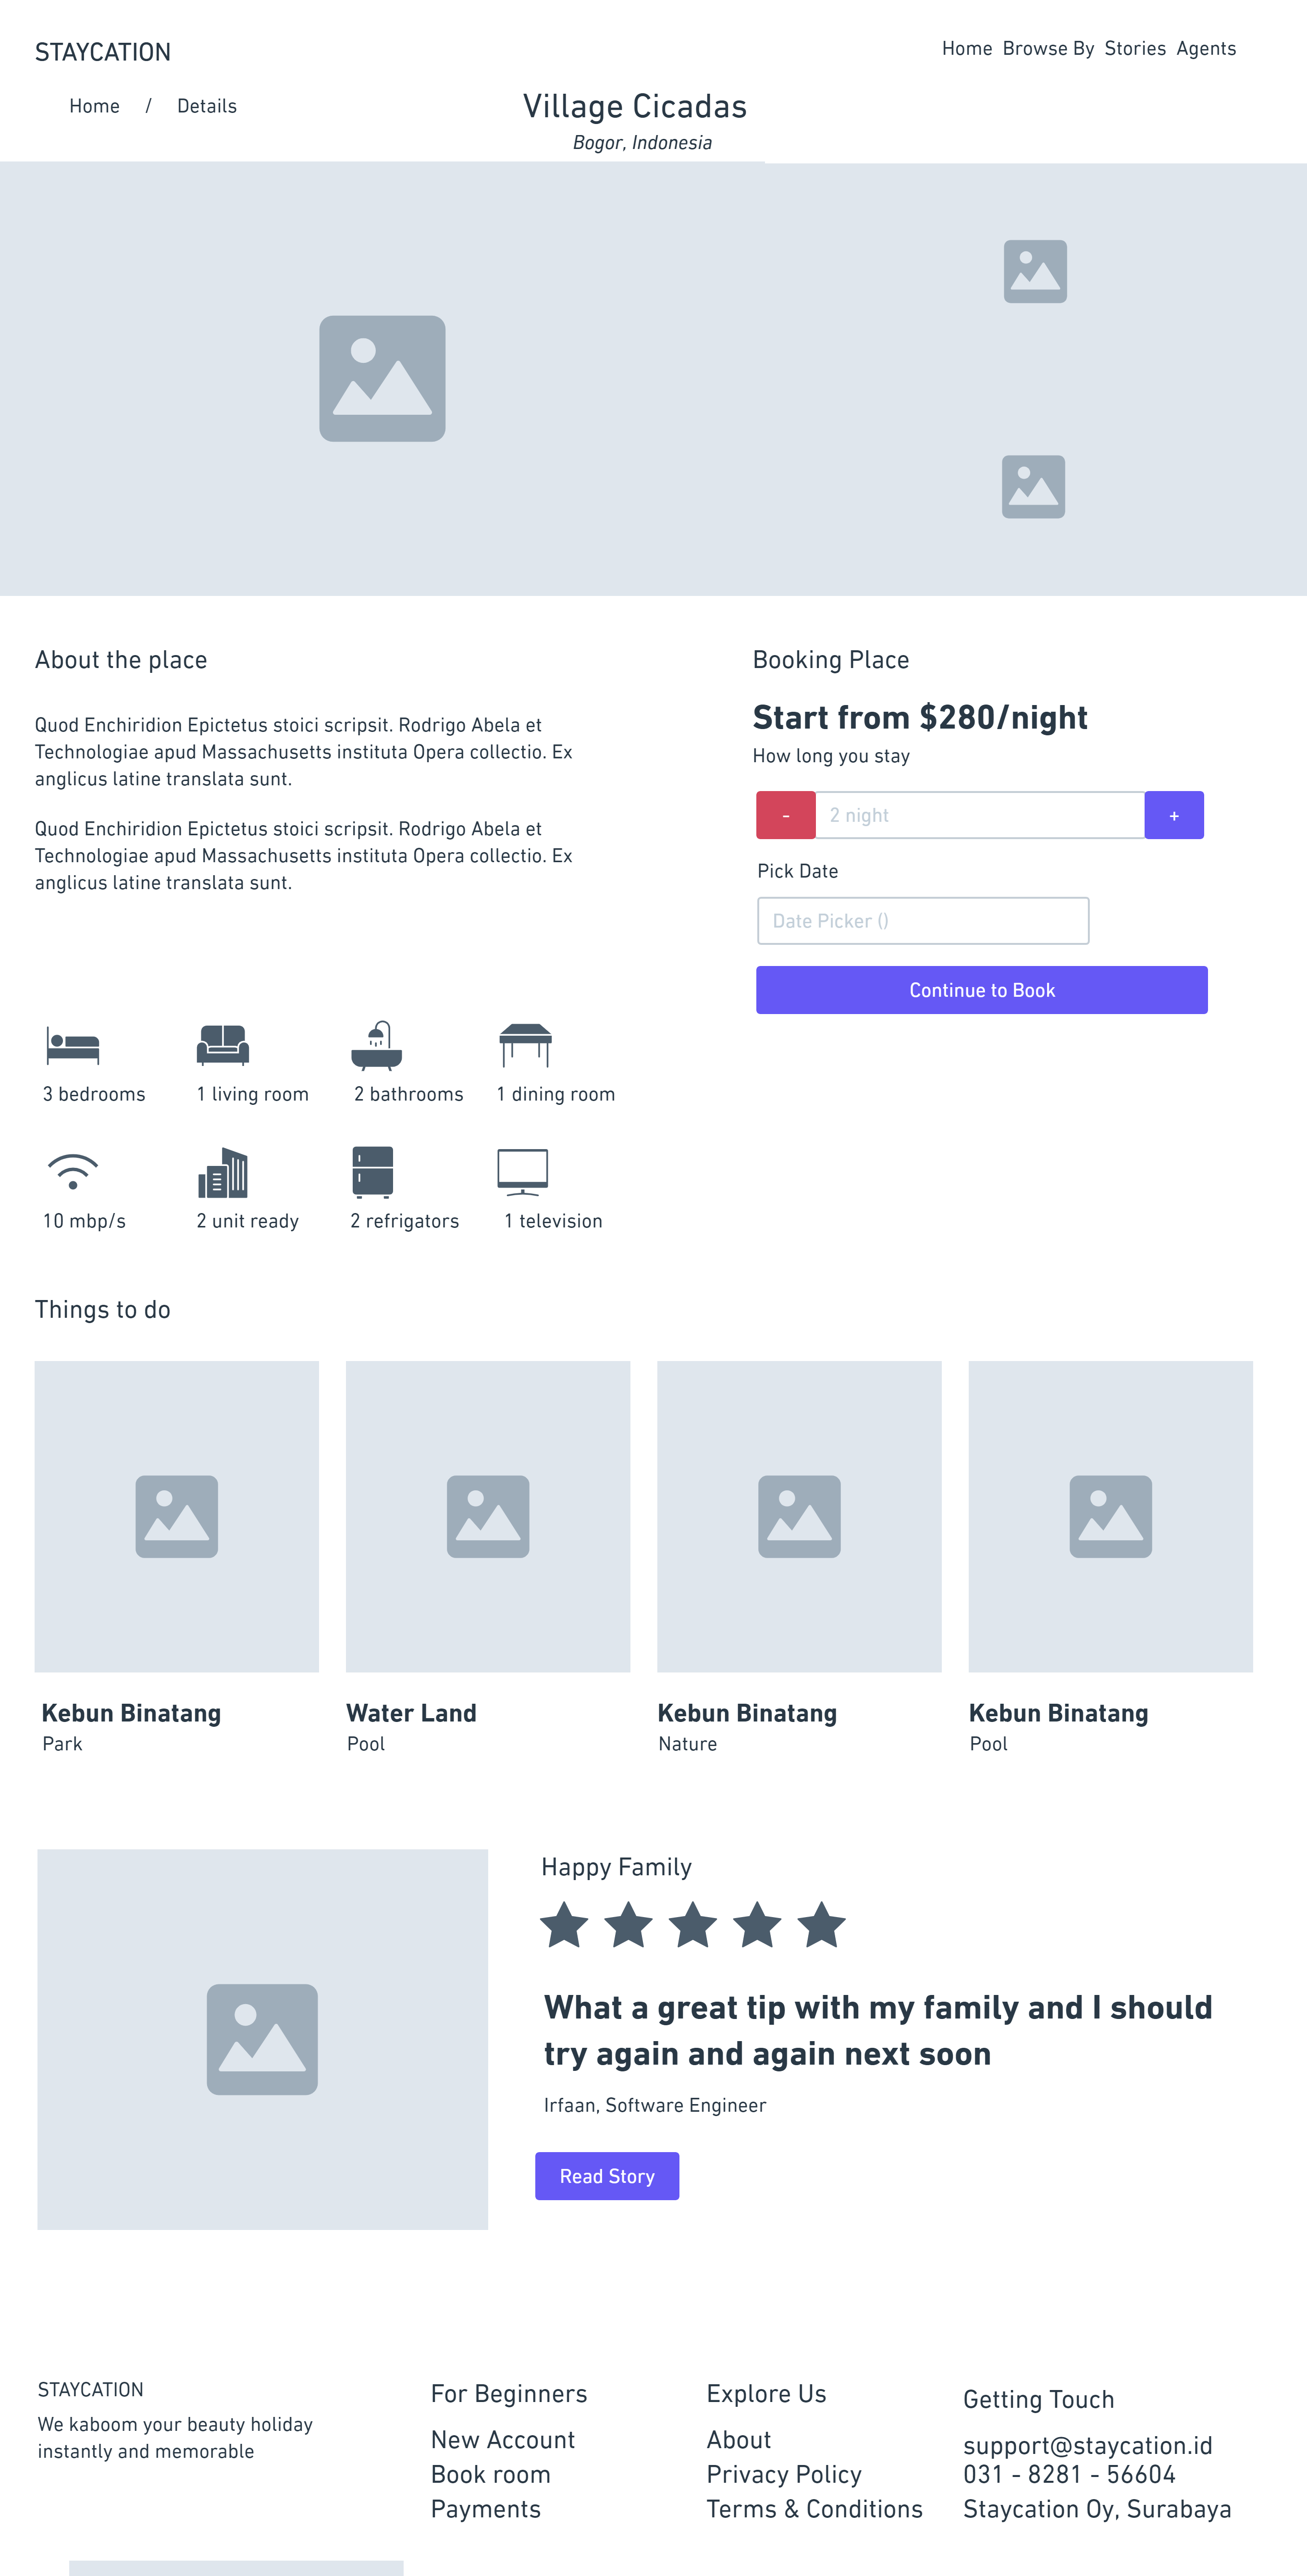 STAYCATION
Home Browse By Stories Agents
Home / Details
Village Cicadas
Bogor, Indonesia
About the place
Quod Enchiridion Epictetus stoici scripsit. Rodrigo Abela et
Technologiae apud Massachusetts instituta Opera collectio. Ex
anglicus latine translata sunt.
Quod Enchiridion Epictetus stoici scripsit. Rodrigo Abela et
Technologiae apud Massachusetts instituta Opera collectio. Ex
anglicus latine translata sunt.
Booking Place
Start from $280/night
How long you stay
- 2 night +
Pick Date
Date Picker ()
Continue to Book
3 bedrooms
1 living room
2 bathrooms
1 dining room
10 mbp/s
2 unit ready
2 refrigators
1 television
Things to do
Kebun Binatang
Park
Water Land
Pool
Kebun Binatang
Nature
Kebun Binatang
Pool
Happy Family
What a great tip with my family and I should
try again and again next soon
Irfaan, Software Engineer
Read Story
STAYCATION
We kaboom your beauty holiday
instantly and memorable
For Beginners
New Account
Book room
Payments
Explore Us
About
Privacy Policy
Terms & Conditions
Getting Touch
support@staycation.id
031 - 8281 - 56604
Staycation Oy, Surabaya